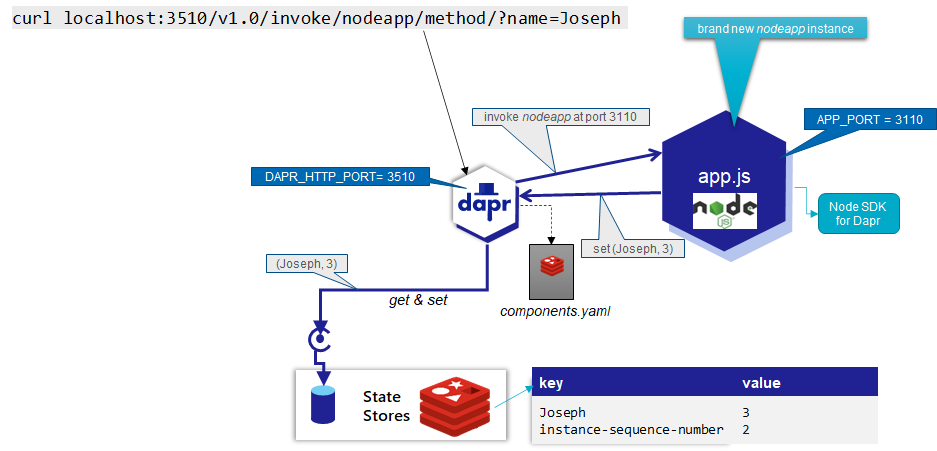 curl localhost:3510/v1.0/invoke/nodeapp/method/?name=Joseph
brand new nodeapp instance
invoke nodeapp at port 3110
APP_PORT = 3110
DAPR_HTTP_PORT= 3510
app.js
node
JS
dapr
Node SDK
for Dapr
set (Joseph, 3)
(Joseph, 3)
get & set
components.yaml
State
Stores
key value
Joseph 3
instance-sequence-number 2